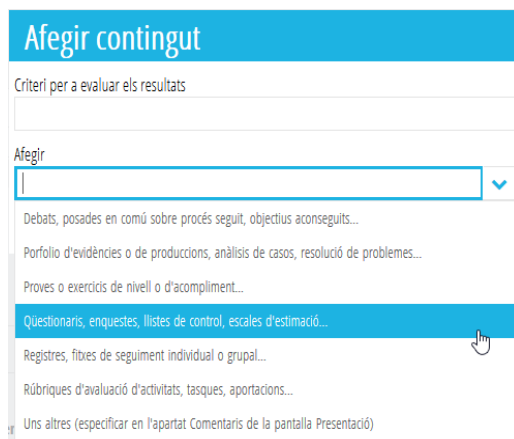 Afegir contingut
Criteri per a evaluar els resultats
Afegir
Debats, posades en comú sobre procés seguit, objectius aconseguits...
Porfolio d'evidències o de produccions, anàlisi de casos, resolució de problemes...
Proves o exercicis de nivell o d'acompliment...
Qüestionaris, enquestes, llistes de control, escales d'estimació...
Registres, fitxes de seguiment individual o grupal...
Rúbriques d'avaluació d'activitats, tasques, aportacions...
Uns altres (especificar en l'apartat Comentaris de la pantalla Presentació)